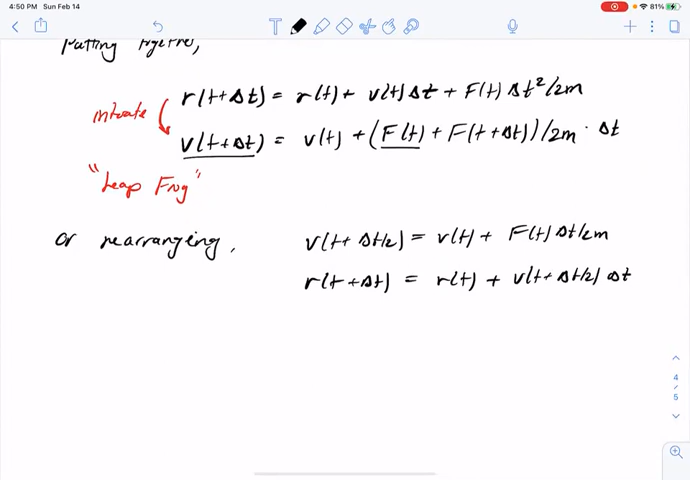 4:50 PM Sun Feb 14
81%
Putting together,
r(t+Δt) = r(t) + v(t)Δt + F(t) Δt²/2m
v(t+Δt) = v(t) + (F(t) + F(t+Δt))/2m · Δt
"Leap Frog"
or rearranging, v(t+Δt/2) = v(t) + F(t) Δt/2m
r(t+Δt) = r(t) + v(t+Δt/2) Δt
4
/
5